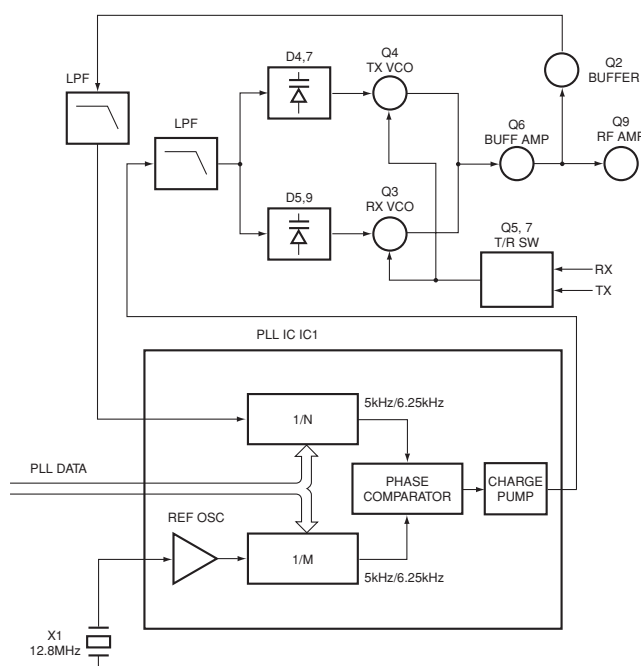 LPF
LPF
D4,7
Q4
TX VCO
Q2
BUFFER
Q6
BUFF AMP
Q9
RF AMP
D5,9
Q3
RX VCO
Q5, 7
T/R SW
RX
TX
PLL IC IC1
1/N
5kHz/6.25kHz
PLL DATA
PHASE
COMPARATOR
CHARGE
PUMP
REF OSC
1/M
5kHz/6.25kHz
X1
12.8MHz